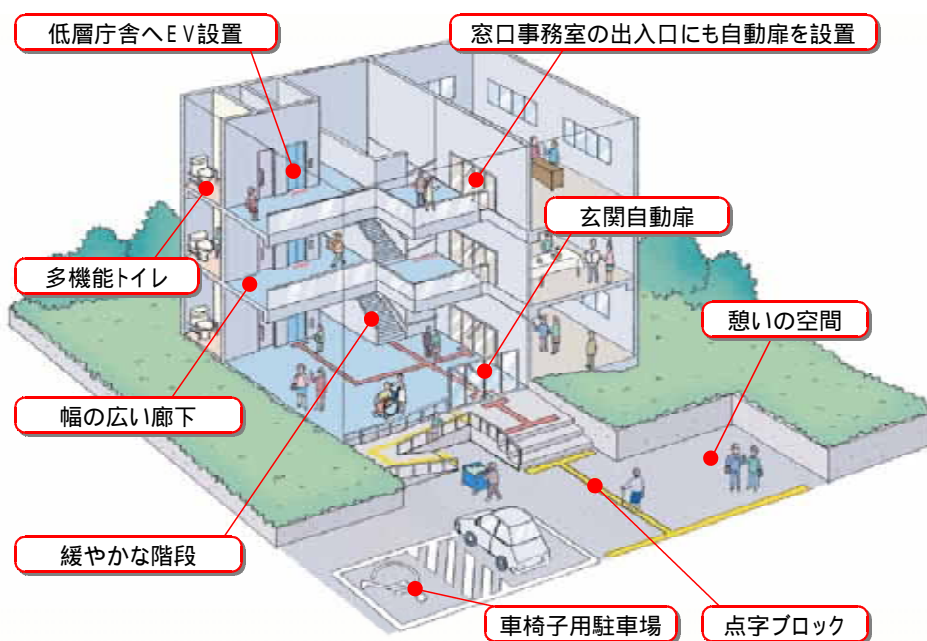 低層庁舎へEV設置
窓口事務室の出入口にも自動扉を設置
玄関自動扉
多機能トイレ
憩いの空間
幅の広い廊下
緩やかな階段
車椅子用駐車場
点字ブロック